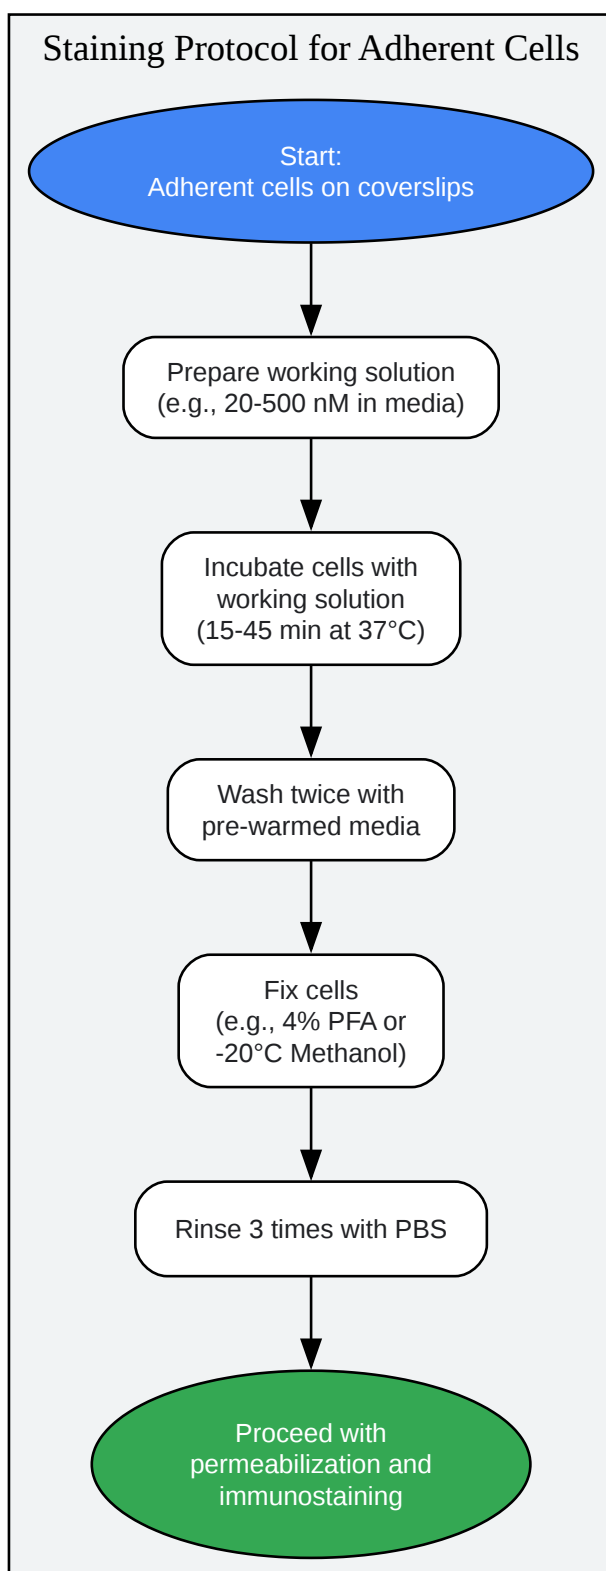 Staining Protocol for Adherent Cells
Start:
Adherent cells on coverslips
Prepare working solution
(e.g., 20-500 nM in media)
Incubate cells with
working solution
(15-45 min at 37°C)
Wash twice with
pre-warmed media
Fix cells
(e.g., 4% PFA or
-20°C Methanol)
Rinse 3 times with PBS
Proceed with
permeabilization and
immunostaining